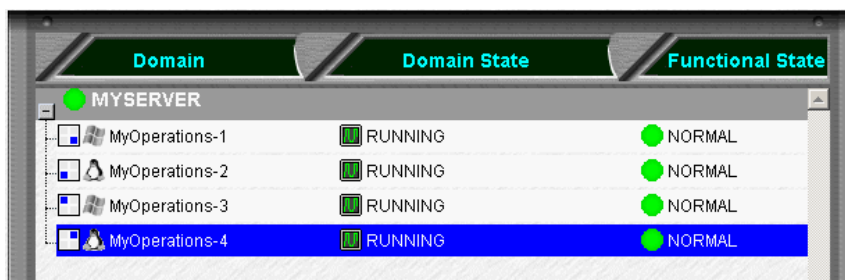 Domain Domain State Functional State
MYSERVER
MyOperations-1 RUNNING NORMAL
MyOperations-2 RUNNING NORMAL
MyOperations-3 RUNNING NORMAL
MyOperations-4 RUNNING NORMAL